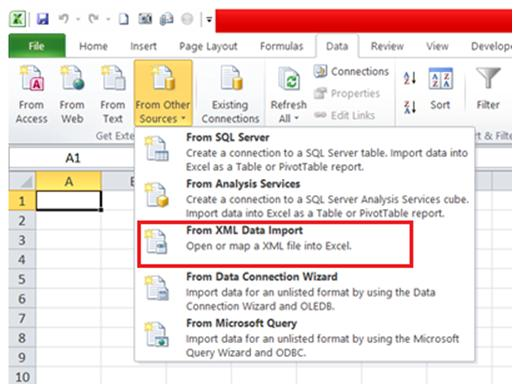 File Home Insert Page Layout Formulas Data Review View Develop
From Access
From Web
From Text
From Other Sources
Existing Connections
Refresh All
Connections
Properties
Edit Links
Sort
Filter
Get Ext
t & Filte
A1
A
From SQL Server
Create a connection to a SQL Server table. Import data into
Excel as a Table or PivotTable report.
From Analysis Services
Create a connection to a SQL Server Analysis Services cube.
Import data into Excel as a Table or PivotTable report.
From XML Data Import
Open or map a XML file into Excel.
From Data Connection Wizard
Import data for an unlisted format by using the Data
Connection Wizard and OLEDB.
From Microsoft Query
Import data for an unlisted format by using the Microsoft
Query Wizard and ODBC.
1
2
3
4
5
6
7
8
9
10